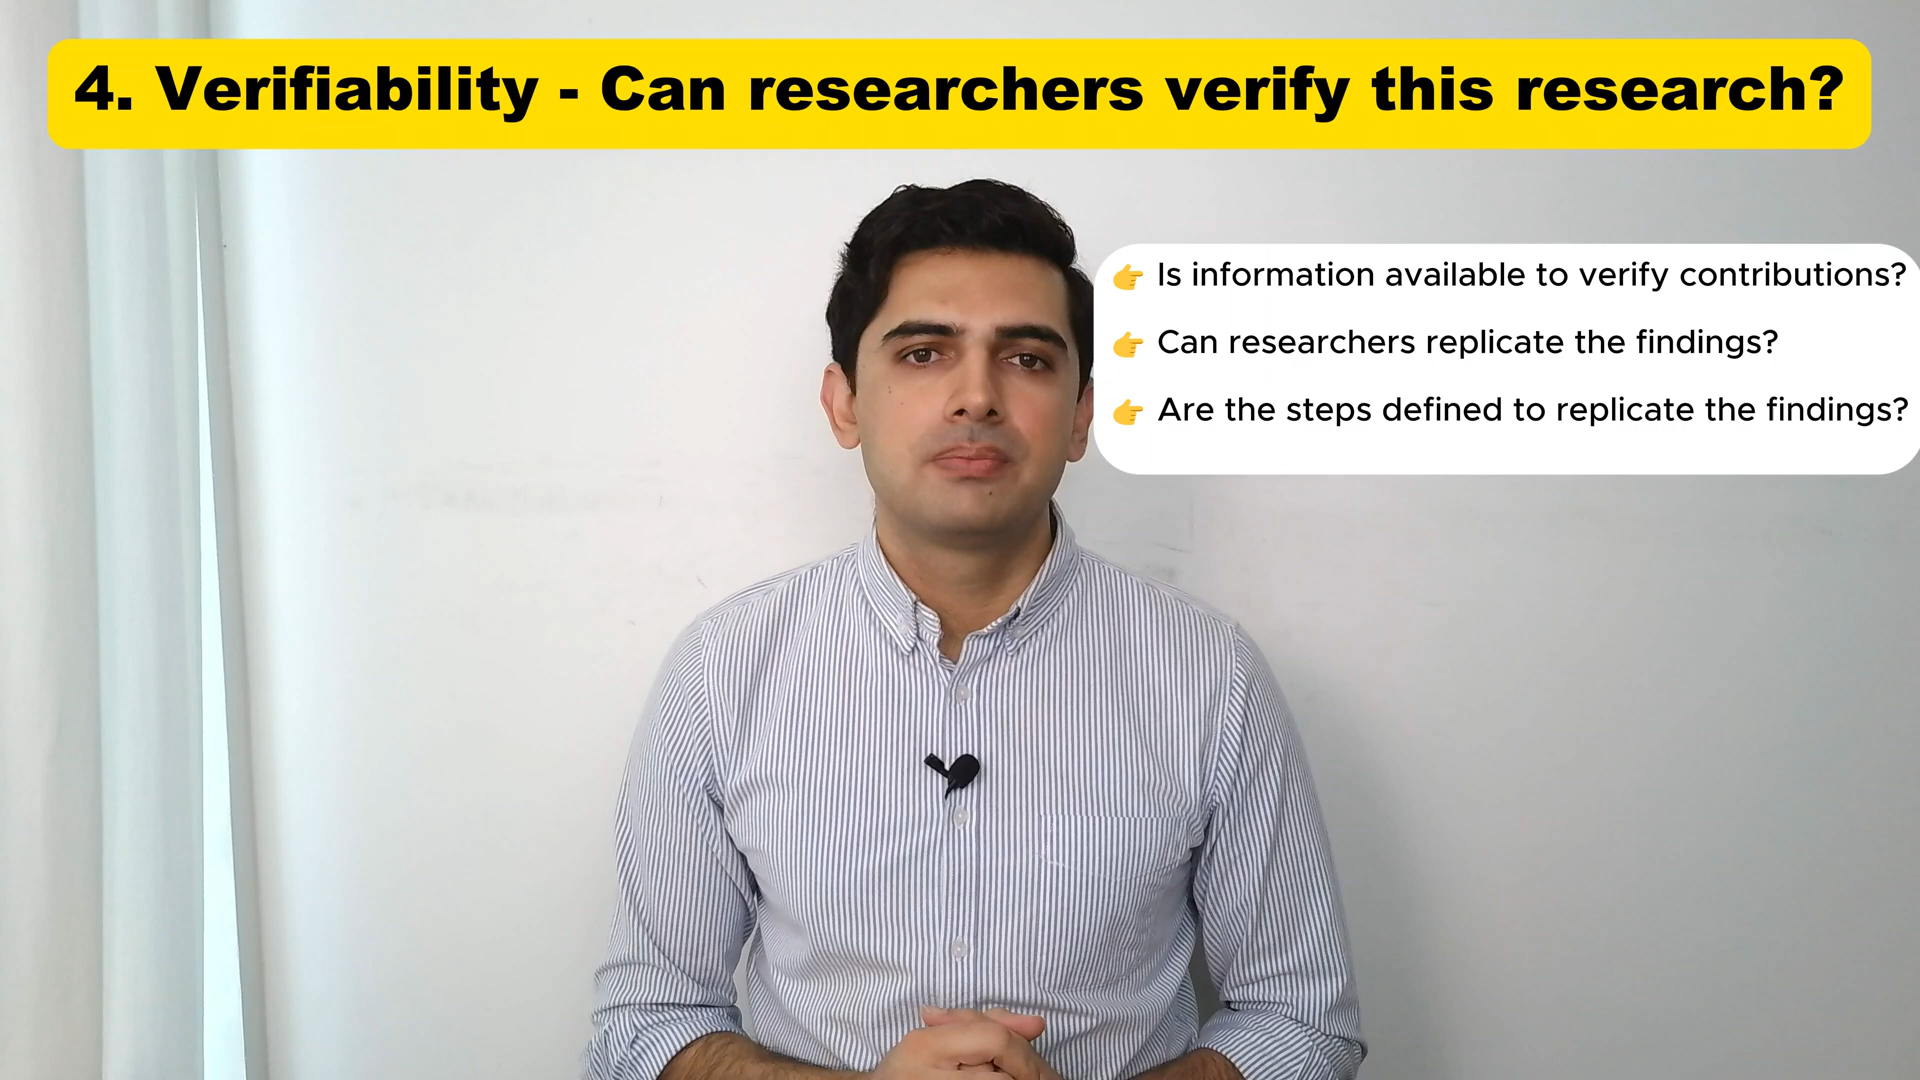 4. Verifiability - Can researchers verify this research?
👉 Is information available to verify contributions?
👉 Can researchers replicate the findings?
👉 Are the steps defined to replicate the findings?